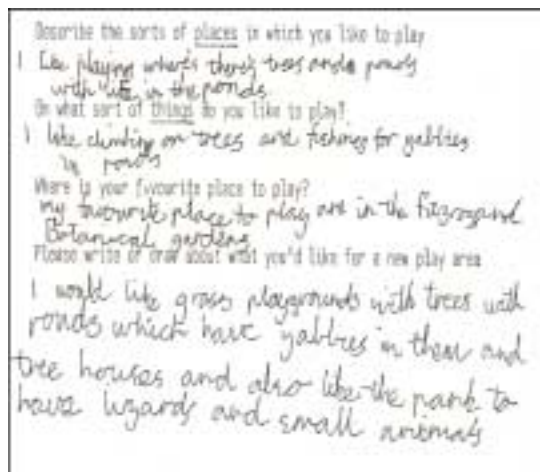 Describe the sorts of places in which you like to play
I like playing where's there's trees and ponds
with life in the ponds
On what sort of things do you like to play?
I like climbing on trees and fishing for yabbies
in ponds
Where is your favourite place to play?
my favourite place to play are in the and
Botanical gardens
Please write or draw about what you'd like for a new play area
I would like grass playgrounds with trees with
ponds which have yabbies in them and
tree houses and also like the park to
have lizards and small animals